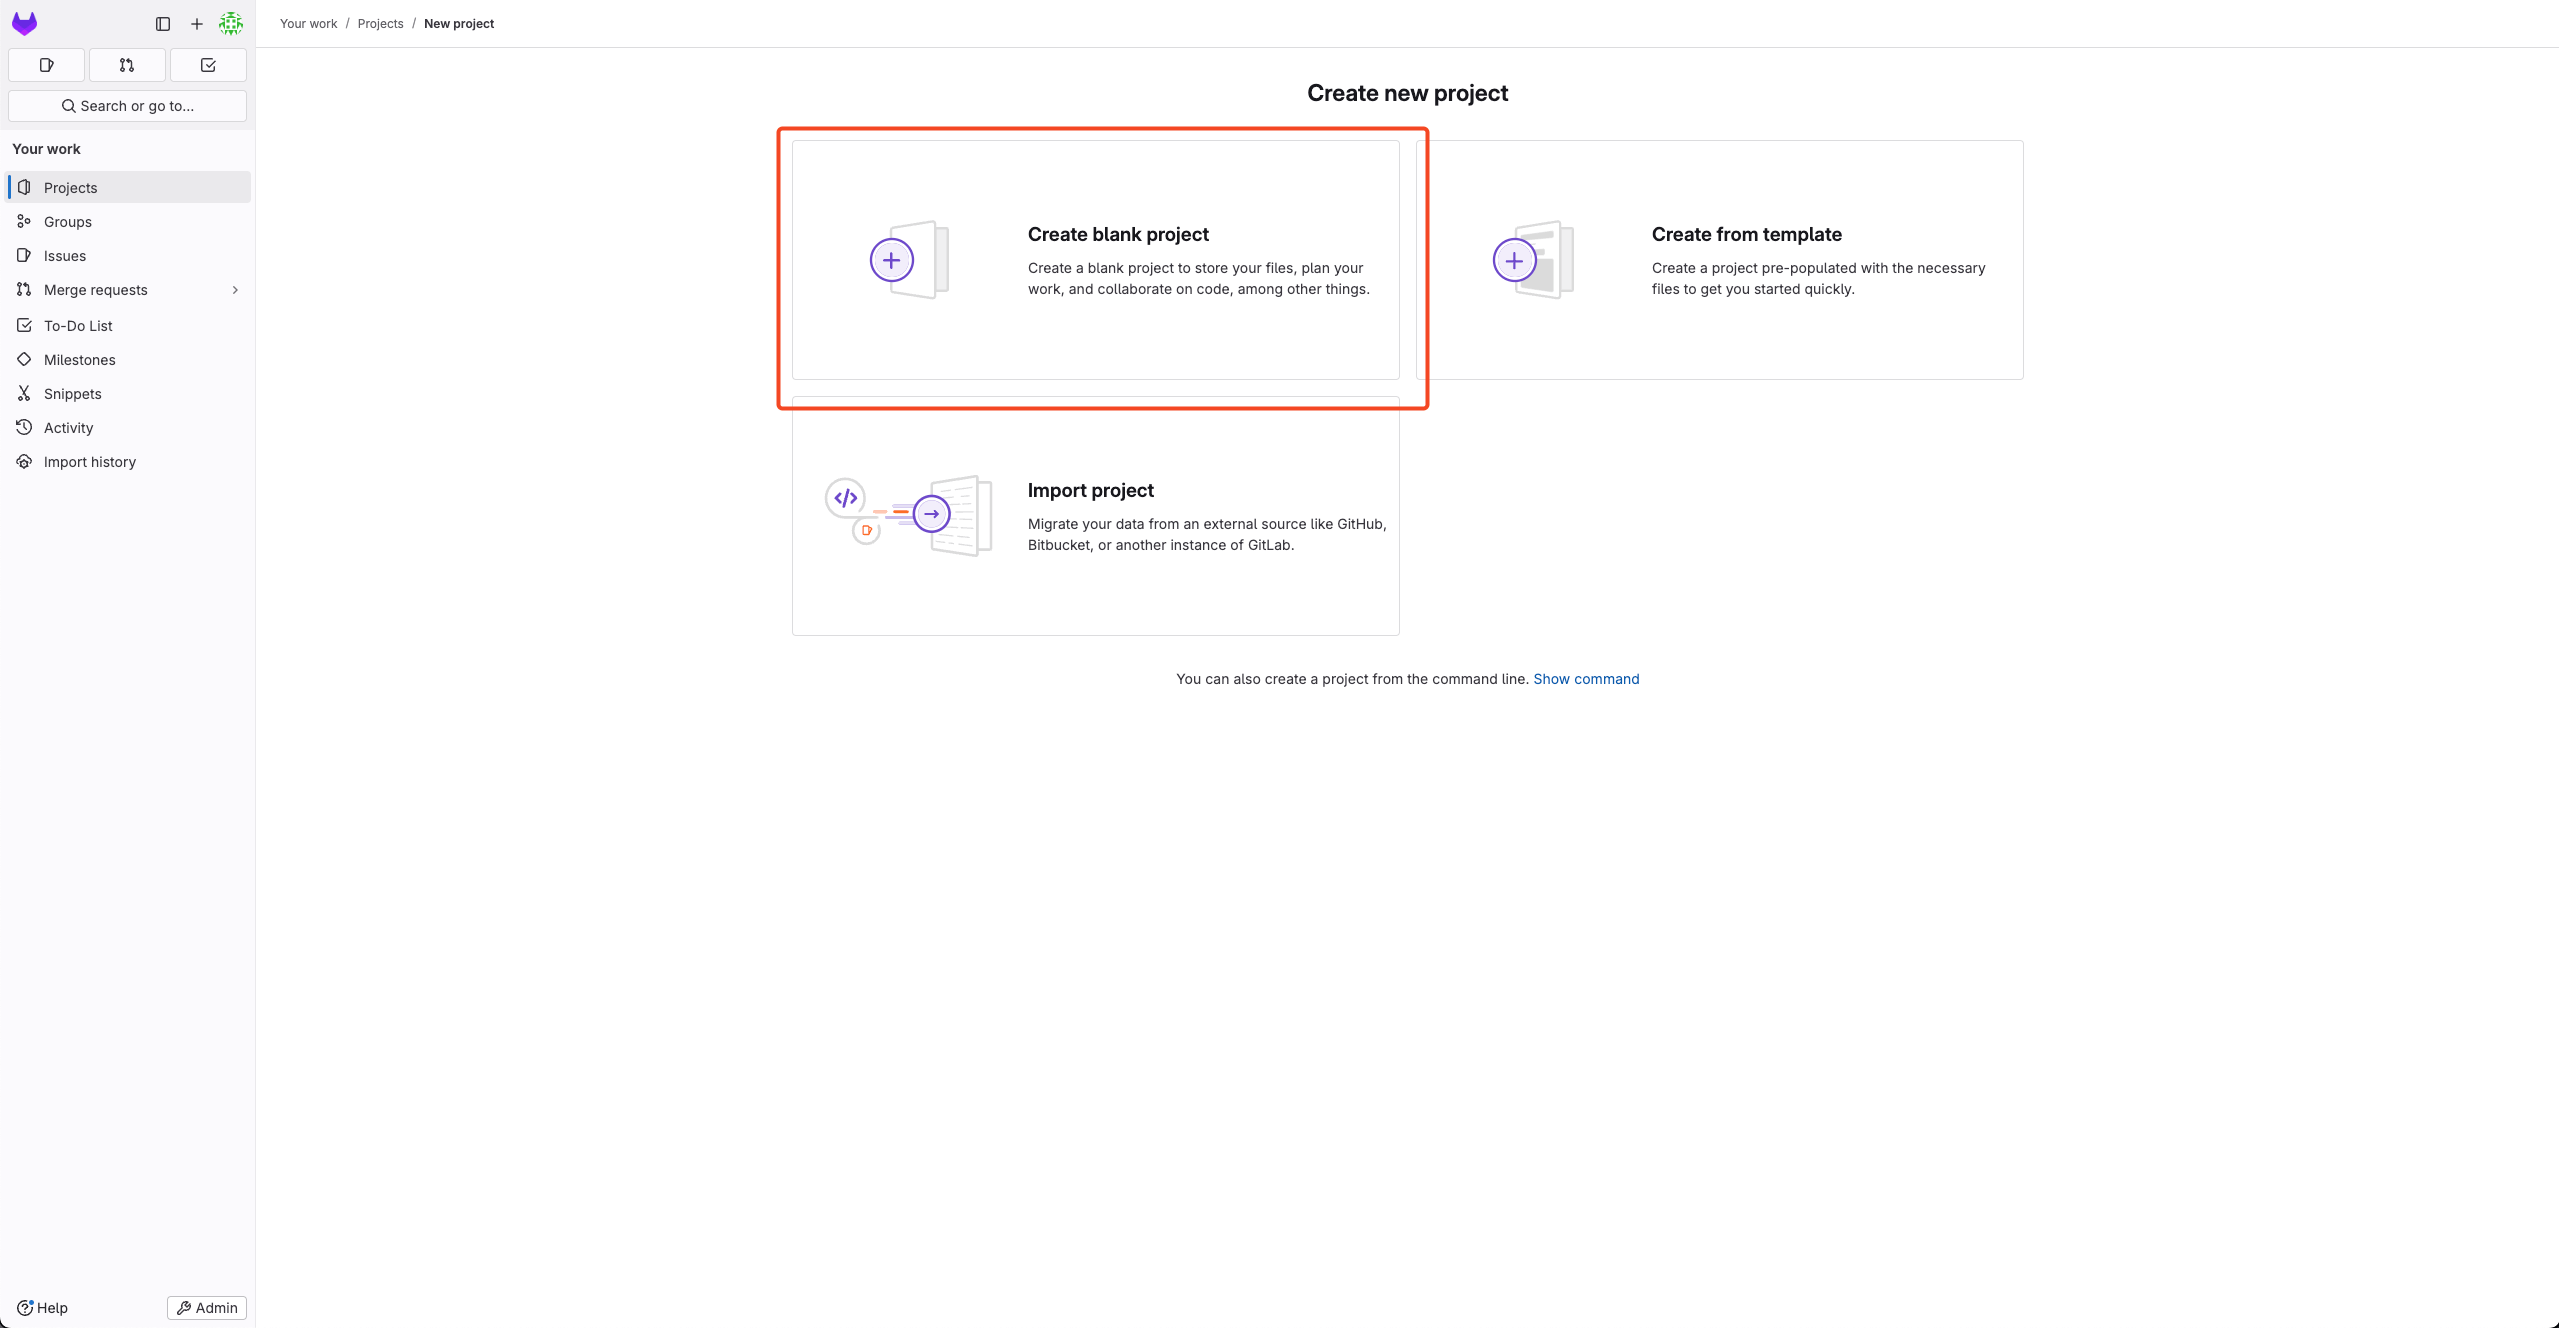 Your work / Projects / New project
Search or go to...
Your work
Projects
Groups
Issues
Merge requests
To-Do List
Milestones
Snippets
Activity
Import history
Help
Admin
Create new project
Create blank project
Create a blank project to store your files, plan your
work, and collaborate on code, among other things.
Create from template
Create a project pre-populated with the necessary
files to get you started quickly.
Import project
Migrate your data from an external source like GitHub,
Bitbucket, or another instance of GitLab.
You can also create a project from the command line. Show command